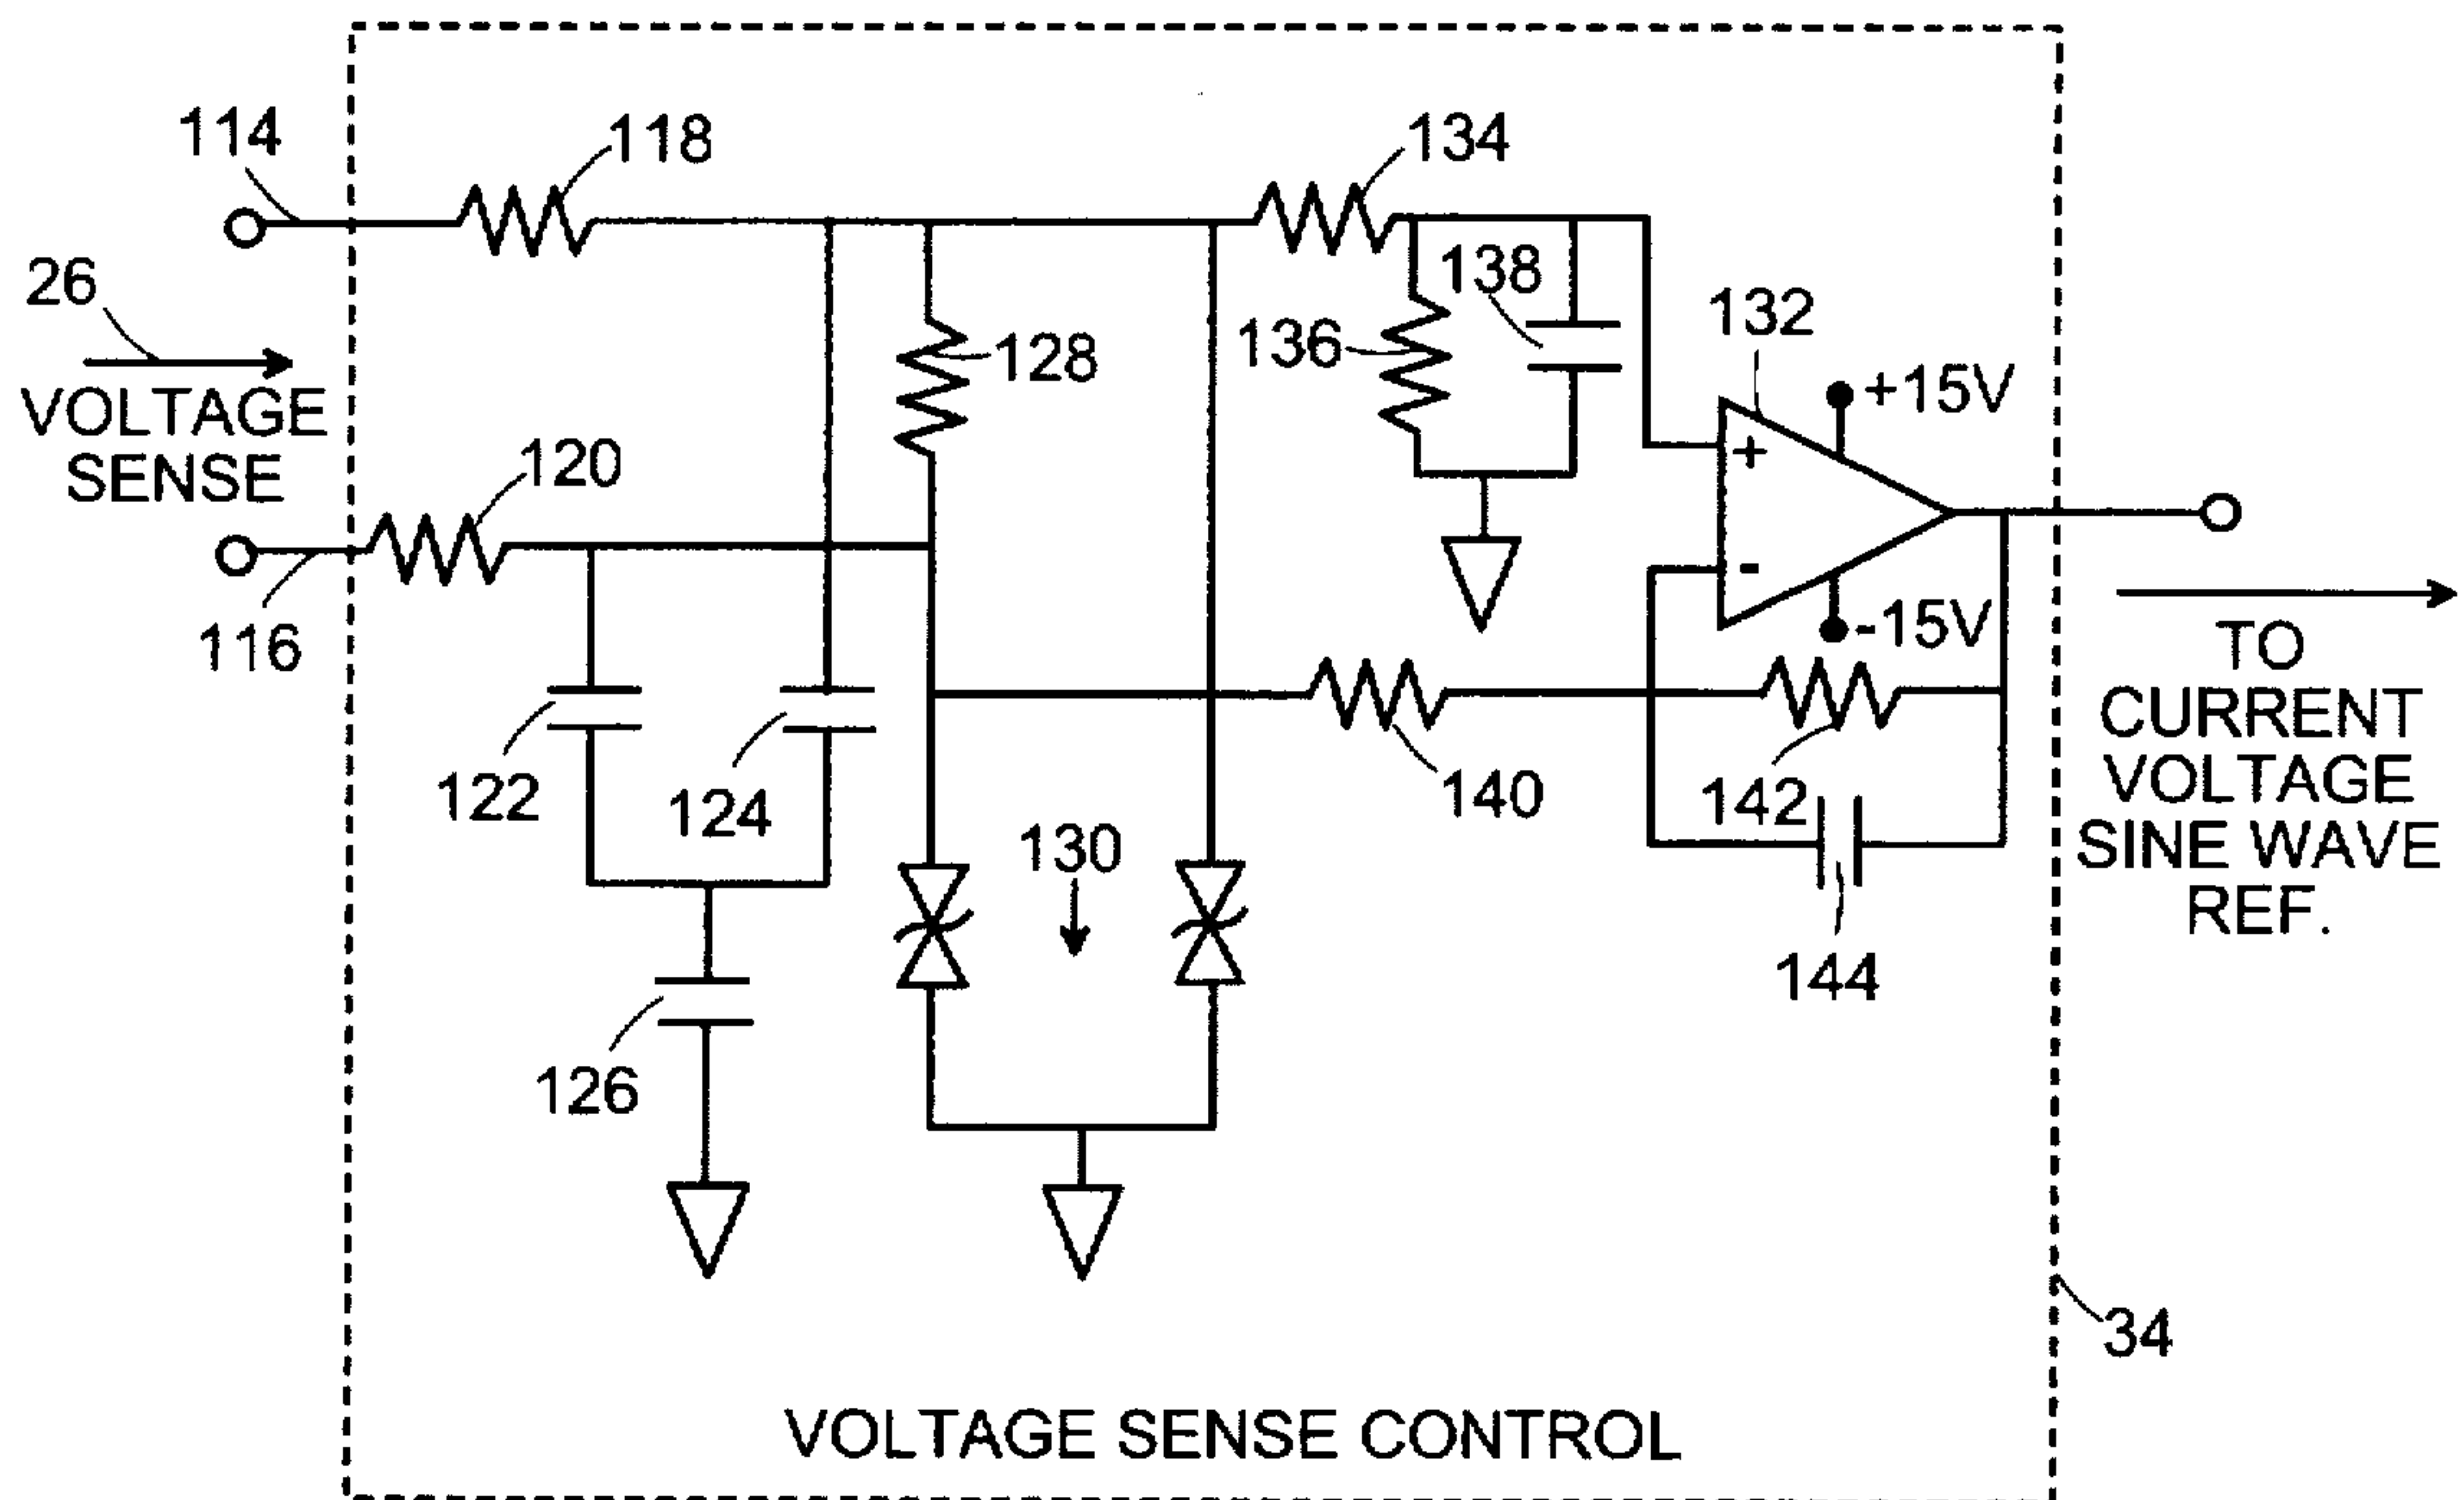 114
118
134
26
VOLTAGE
SENSE
128
136
138
132
+15V
+
120
-
-15V
116
122
124
130
140
142
144
126
TO
CURRENT
VOLTAGE
SINE WAVE
REF.
34
VOLTAGE SENSE CONTROL